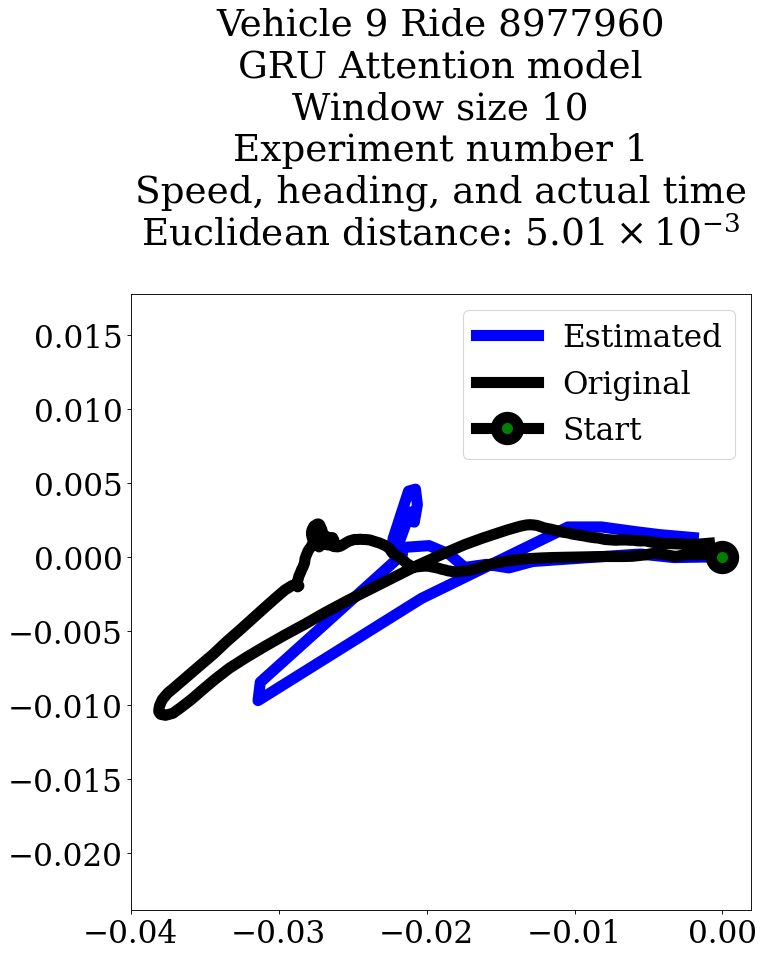 Vehicle 9 Ride 8977960
GRU Attention model
Window size 10
Experiment number 1
Speed, heading, and actual time
Euclidean distance: 5.01 × 10⁻³
Estimated
Original
Start
0.015
0.010
0.005
0.000
−0.005
−0.010
−0.015
−0.020
−0.04 −0.03 −0.02 −0.01 0.00